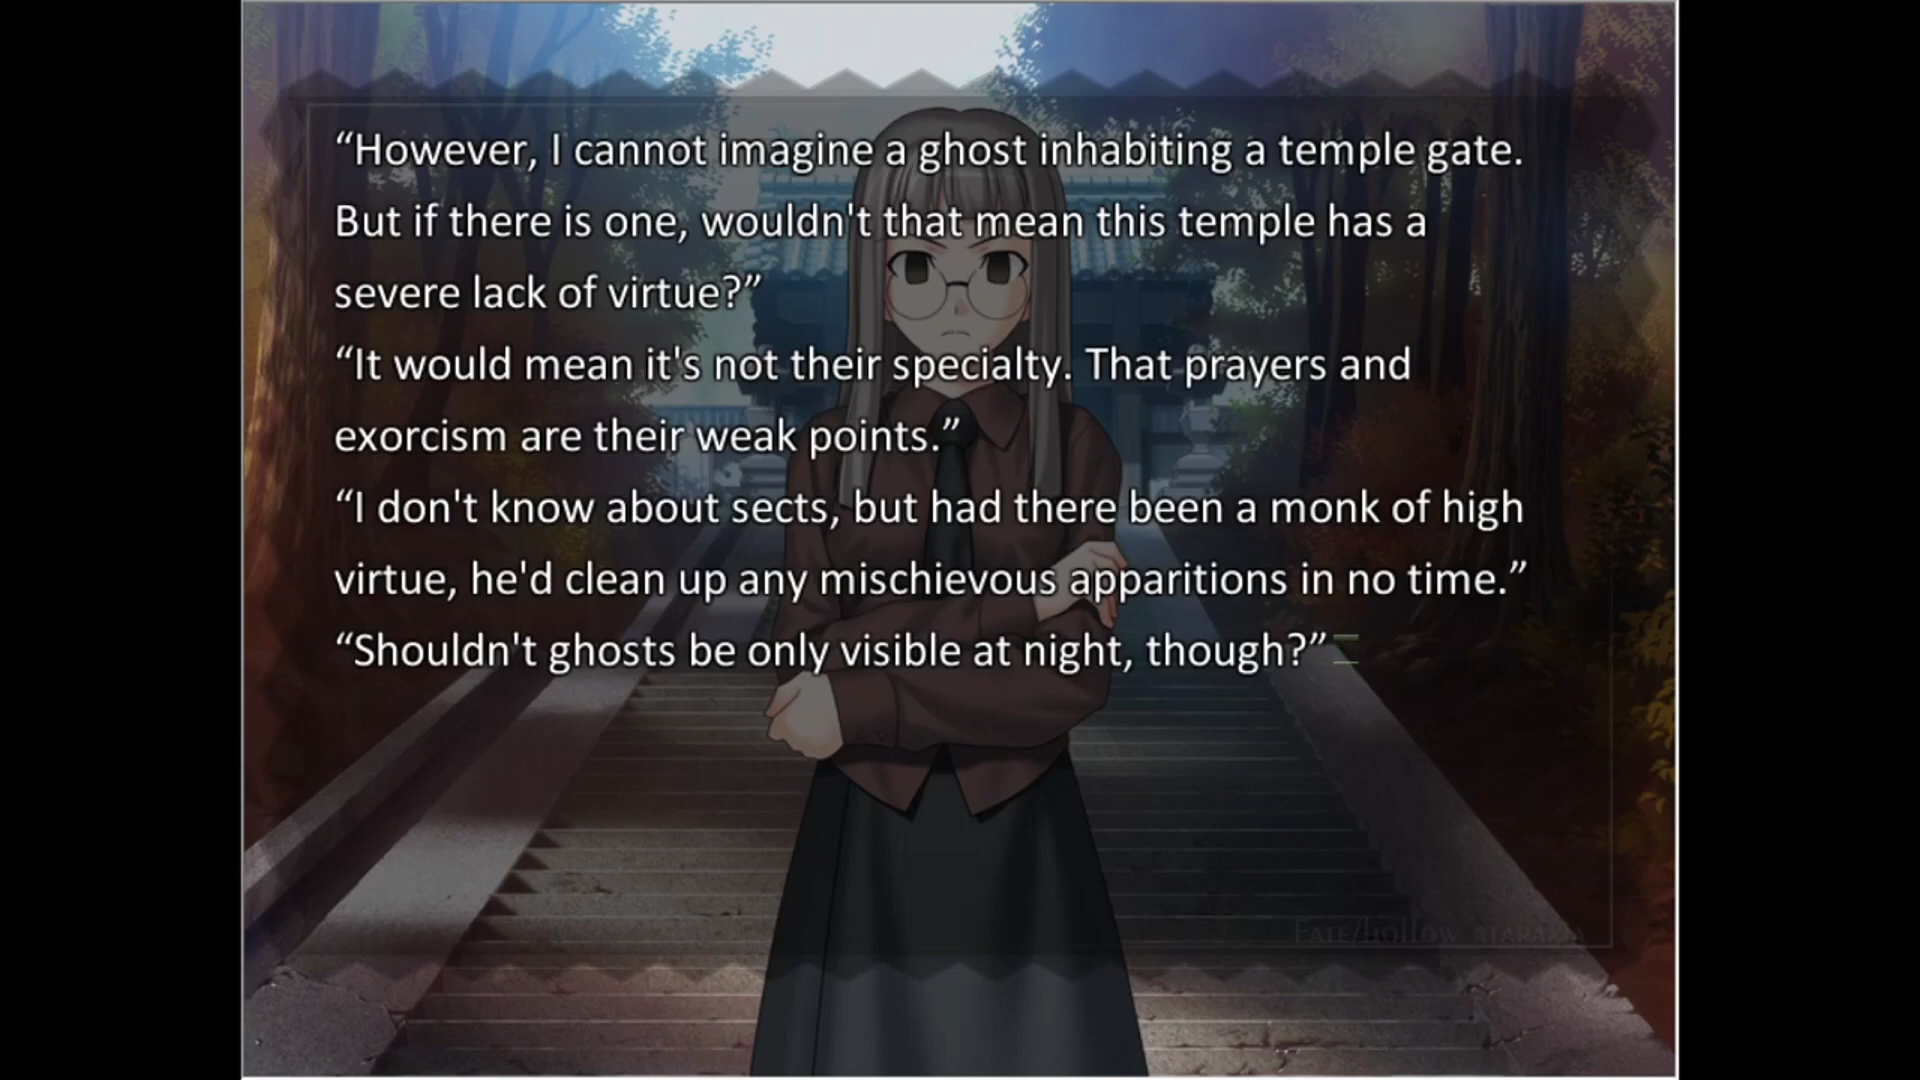 “However, I cannot imagine a ghost inhabiting a temple gate.
But if there is one, wouldn't that mean this temple has a
severe lack of virtue?”
“It would mean it's not their specialty. That prayers and
exorcism are their weak points.”
“I don't know about sects, but had there been a monk of high
virtue, he'd clean up any mischievous apparitions in no time.”
“Shouldn't ghosts be only visible at night, though?”
Fate/hollow ataraxia